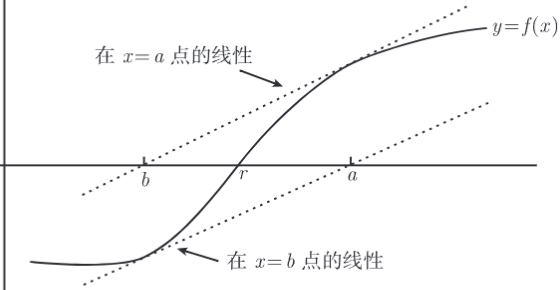 y=f(x)
在 x=a 点的线性
b
r
a
在 x=b 点的线性